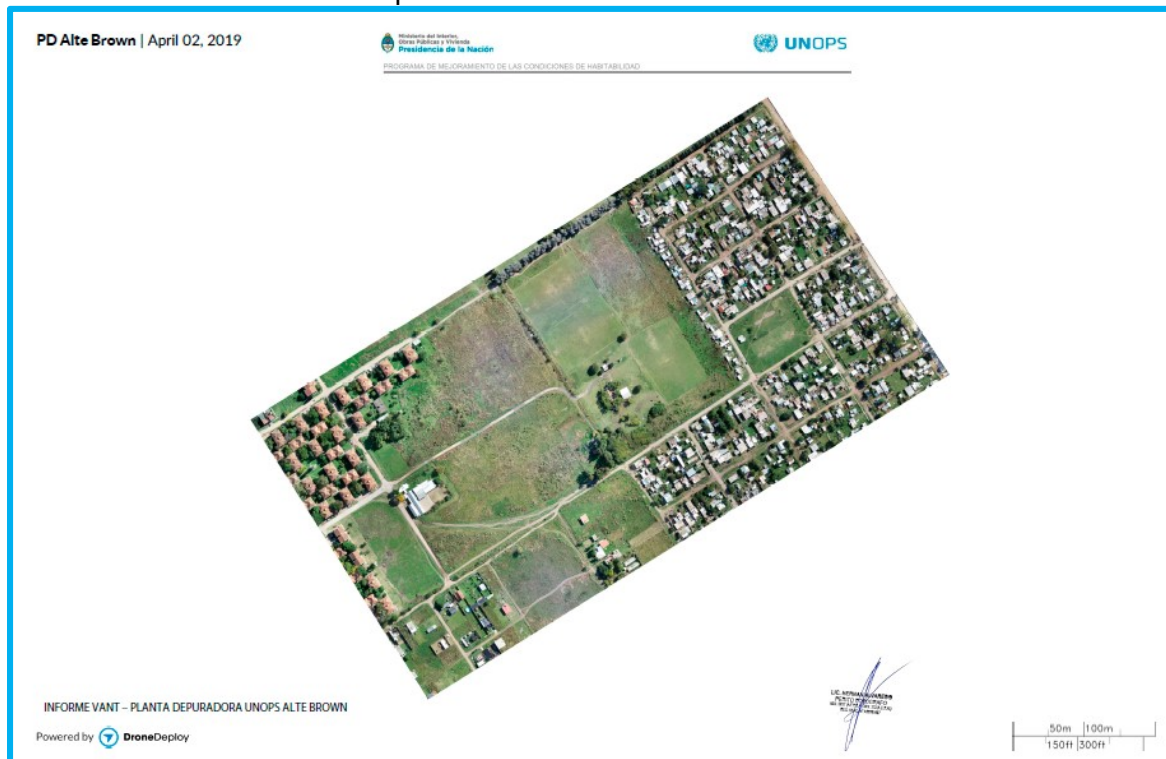 PD Alte Brown | April 02, 2019
Ministerio del Interior,
Obras Públicas y Vivienda
Presidencia de la Nación
UNOPS
PROGRAMA DE MEJORAMIENTO DE LAS CONDICIONES DE HABITABILIDAD
INFORME VANT – PLANTA DEPURADORA UNOPS ALTE BROWN
Powered by DroneDeploy
50m 100m
150ft 300ft